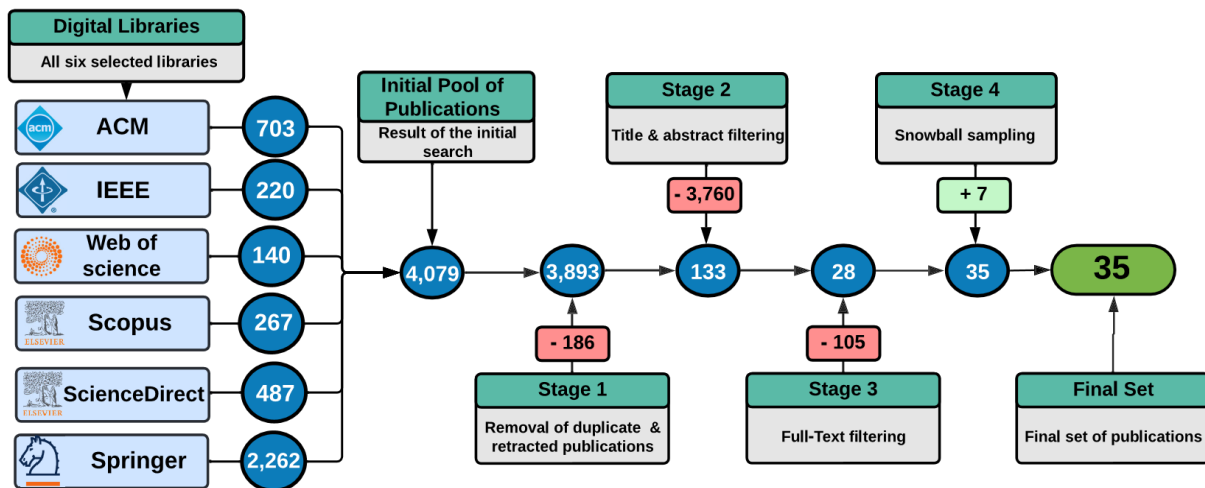 Digital Libraries
All six selected libraries
acm
ACM
703
IEEE
220
®
Web of
science
140
ELSEVIER
Scopus
267
ELSEVIER
ScienceDirect
487
Springer
2,262
Initial Pool of
Publications
Result of the initial
search
4,079
3,893
- 186
Stage 1
Removal of duplicate &
retracted publications
Stage 2
Title & abstract filtering
- 3,760
133
28
- 105
Stage 3
Full-Text filtering
Stage 4
Snowball sampling
+ 7
35
35
Final Set
Final set of publications